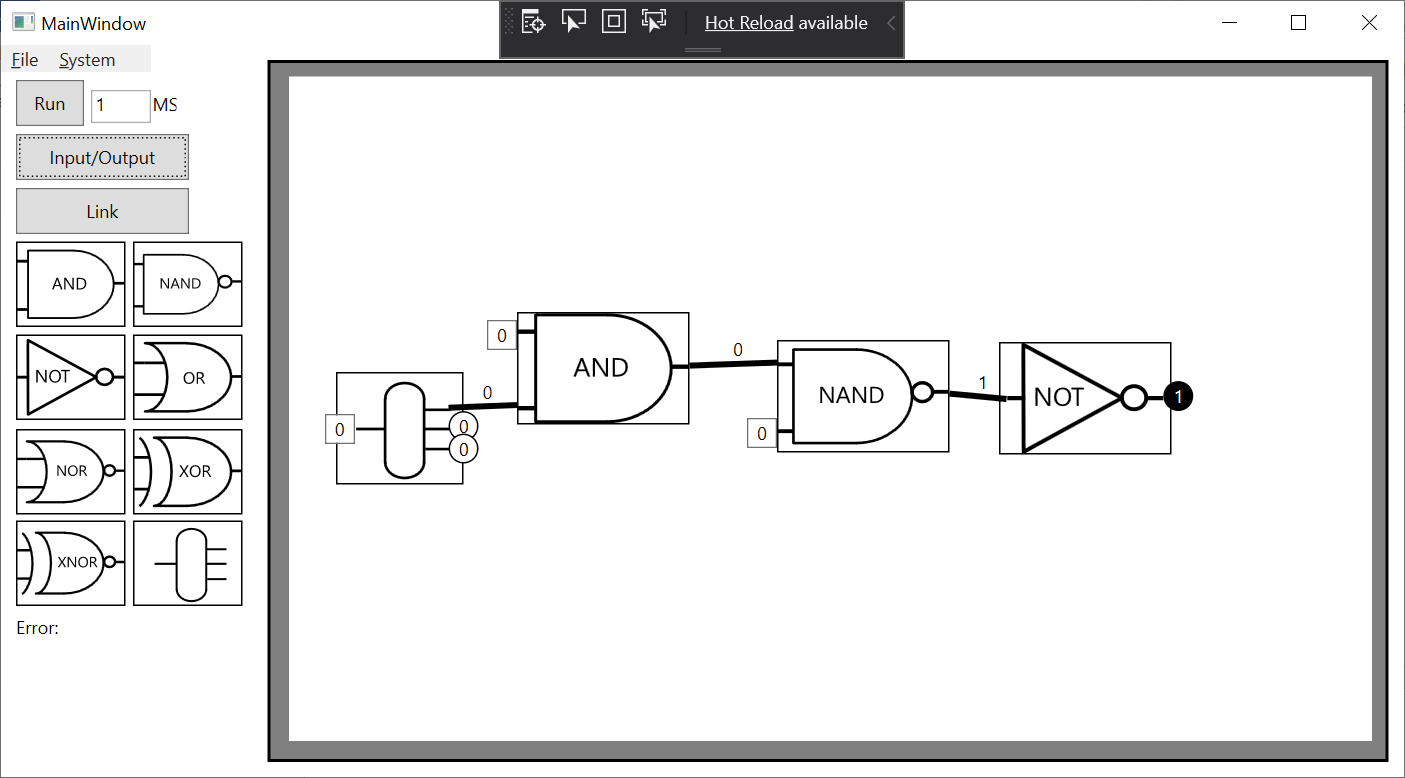 MainWindow
Hot Reload available
File System
Run 1 MS
Input/Output
Link
AND NAND
NOT OR
NOR XOR
XNOR
Error:
0 AND 0 0
0 0 0 NAND 0 1 NOT 1
0